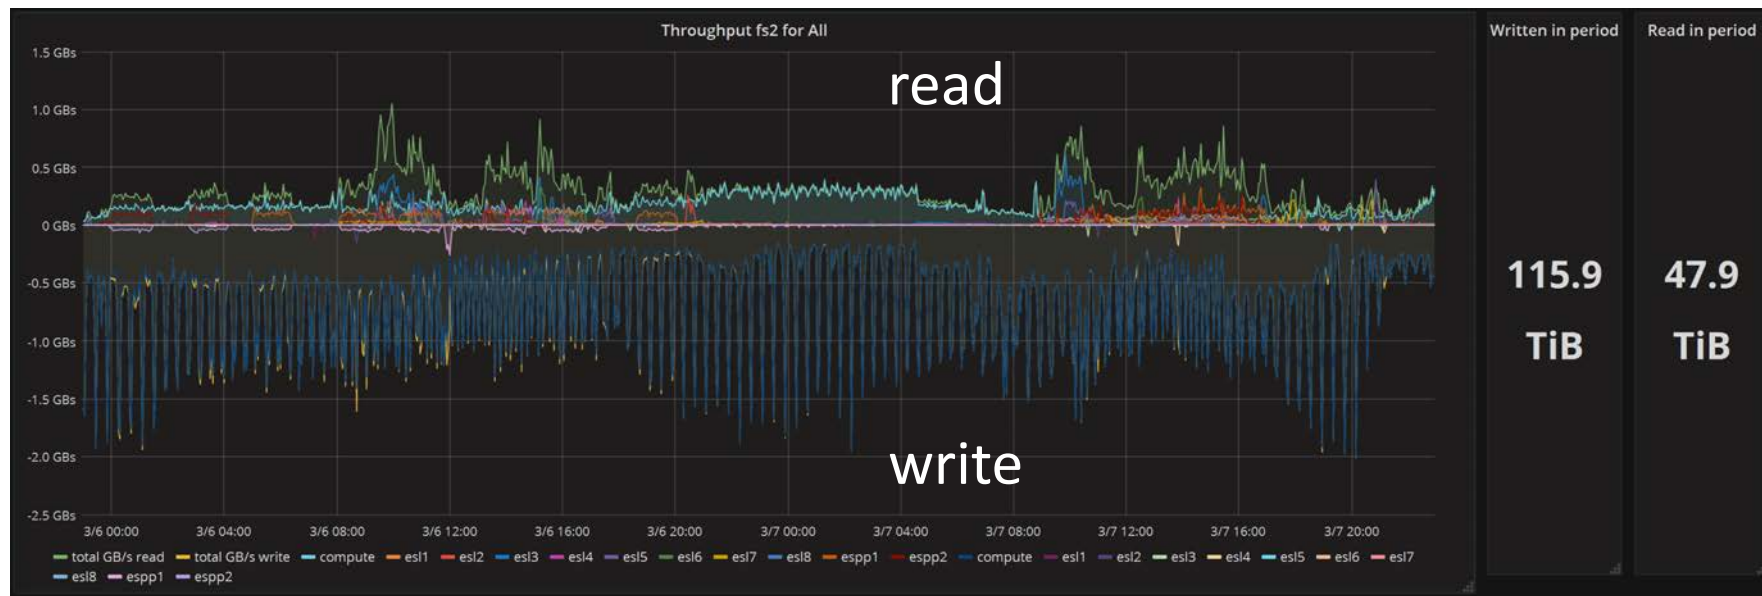 Throughput fs2 for All
Written in period
Read in period
1.5 GBs
1.0 GBs
0.5 GBs
0 GBs
-0.5 GBs
-1.0 GBs
-1.5 GBs
-2.0 GBs
-2.5 GBs
read
write
115.9
TiB
47.9
TiB
3/6 00:00 3/6 04:00 3/6 08:00 3/6 12:00 3/6 16:00 3/6 20:00 3/7 00:00 3/7 04:00 3/7 08:00 3/7 12:00 3/7 16:00 3/7 20:00
total GB/s read total GB/s write compute esl1 esl2 esl3 esl4 esl5 esl6 esl7 esl8 espp1 espp2 compute esl1 esl2 esl3 esl4 esl5 esl6 esl7
esl8 espp1 espp2